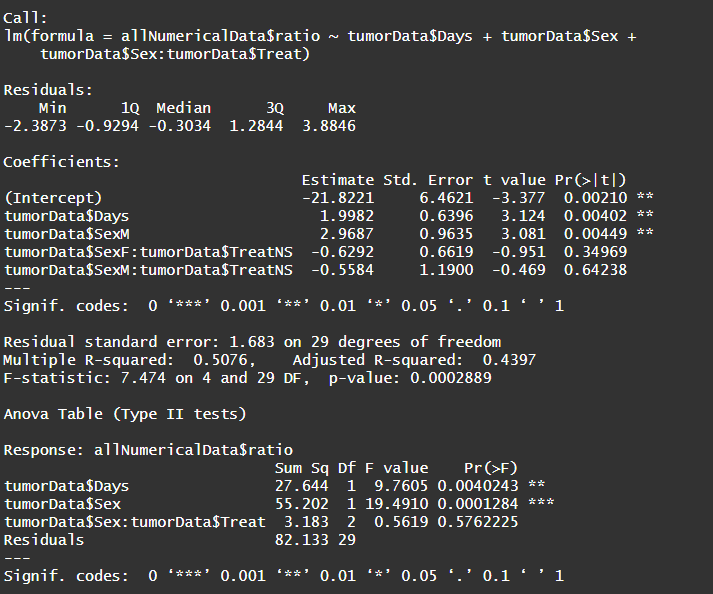 Call:
lm(formula = allNumericalData$ratio ~ tumorData$Days + tumorData$Sex +
    tumorData$Sex:tumorData$Treat)

Residuals:
    Min      1Q  Median      3Q     Max
-2.3873 -0.9294 -0.3034  1.2844  3.8846

Coefficients:
                                Estimate Std. Error t value Pr(>|t|)
(Intercept)                     -21.8221     6.4621  -3.377  0.00210 **
tumorData$Days                    1.9982     0.6396   3.124  0.00402 **
tumorData$SexM                    2.9687     0.9635   3.081  0.00449 **
tumorData$SexF:tumorData$TreatNS  -0.6292     0.6619  -0.951  0.34969
tumorData$SexM:tumorData$TreatNS  -0.5584     1.1900  -0.469  0.64238
---
Signif. codes:  0 ‘***’ 0.001 ‘**’ 0.01 ‘*’ 0.05 ‘.’ 0.1 ‘ ’ 1

Residual standard error: 1.683 on 29 degrees of freedom
Multiple R-squared:  0.5076,    Adjusted R-squared:  0.4397
F-statistic: 7.474 on 4 and 29 DF,  p-value: 0.0002889

Anova Table (Type II tests)

Response: allNumericalData$ratio
                              Sum Sq Df F value    Pr(>F)
tumorData$Days                27.644  1  9.7605 0.0040243 **
tumorData$Sex                 55.202  1 19.4910 0.0001284 ***
tumorData$Sex:tumorData$Treat  3.183  2  0.5619 0.5762225
Residuals                     82.133 29
---
Signif. codes:  0 ‘***’ 0.001 ‘**’ 0.01 ‘*’ 0.05 ‘.’ 0.1 ‘ ’ 1